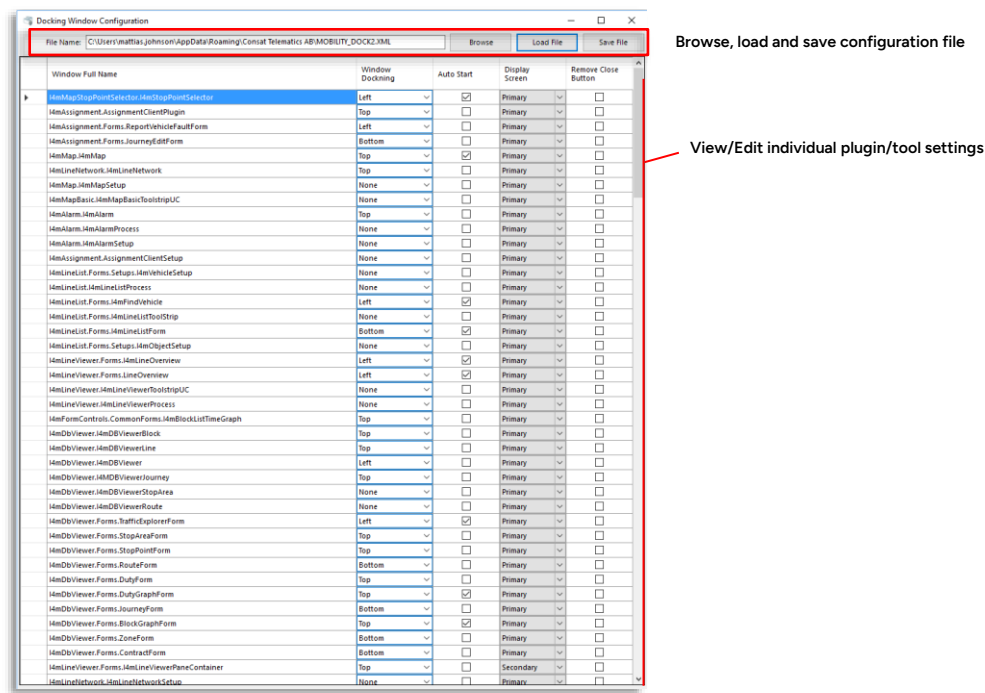 Docking Window Configuration
File Name: C:\Users\mattias.johnson\AppData\Roaming\Consat Telematics AB\MOBILITY_DOCK2.XML Browse Load File Save File
Browse, load and save configuration file
Window Full Name Window Dockning Auto Start Display Screen Remove Close Button
I4mMapStopPointSelector.I4mStopPointSelector Left Primary
I4mAssignment.AssignmentClientPlugin Top Primary
I4mAssignment.Forms.ReportVehicleFaultForm Left Primary
View/Edit individual plugin/tool settings
I4mAssignment.Forms.JourneyEditForm Bottom Primary
I4mMap.I4mMap Top Primary
I4mLineNetwork.I4mLineNetwork Top Primary
I4mMap.I4mMapSetup None Primary
I4mMapBasic.I4mMapBasicToolstripUC None Primary
I4mAlarm.I4mAlarm Top Primary
I4mAlarm.I4mAlarmProcess None Primary
I4mAlarm.I4mAlarmSetup None Primary
I4mAssignment.AssignmentClientSetup None Primary
I4mLineList.Forms.Setups.I4mVehicleSetup None Primary
I4mLineList.I4mLineListProcess None Primary
I4mLineList.Forms.I4mFindVehicle Left Primary
I4mLineList.Forms.I4mLineListToolStrip None Primary
I4mLineList.Forms.I4mLineListForm Bottom Primary
I4mLineList.Forms.Setups.I4mObjectSetup None Primary
I4mLineViewer.Forms.I4mLineOverview Left Primary
I4mLineViewer.Forms.LineOverview Left Primary
I4mLineViewer.I4mLineViewerToolstripUC None Primary
I4mLineViewer.I4mLineViewerProcess None Primary
I4mFormControls.CommonForms.I4mBlockListTimeGraph Top Primary
I4mDbViewer.I4mDBViewerBlock Top Primary
I4mDbViewer.I4mDBViewerLine Top Primary
I4mDbViewer.I4mDBViewer Left Primary
I4mDbViewer.I4MDBViewerJourney Top Primary
I4mDbViewer.I4mDBViewerStopArea None Primary
I4mDbViewer.I4mDBViewerRoute None Primary
I4mDbViewer.Forms.TrafficExplorerForm Left Primary
I4mDbViewer.Forms.StopAreaForm Top Primary
I4mDbViewer.Forms.StopPointForm Top Primary
I4mDbViewer.Forms.RouteForm Bottom Primary
I4mDbViewer.Forms.DutyForm Top Primary
I4mDbViewer.Forms.DutyGraphForm Top Primary
I4mDbViewer.Forms.JourneyForm Bottom Primary
I4mDbViewer.Forms.BlockGraphForm Top Primary
I4mDbViewer.Forms.ZoneForm Bottom Primary
I4mDbViewer.Forms.ContractForm Bottom Primary
I4mLineViewer.Forms.I4mLineViewerPaneContainer Top Secondary
I4mLineNetwork.I4mLineNetworkSetup None Primary